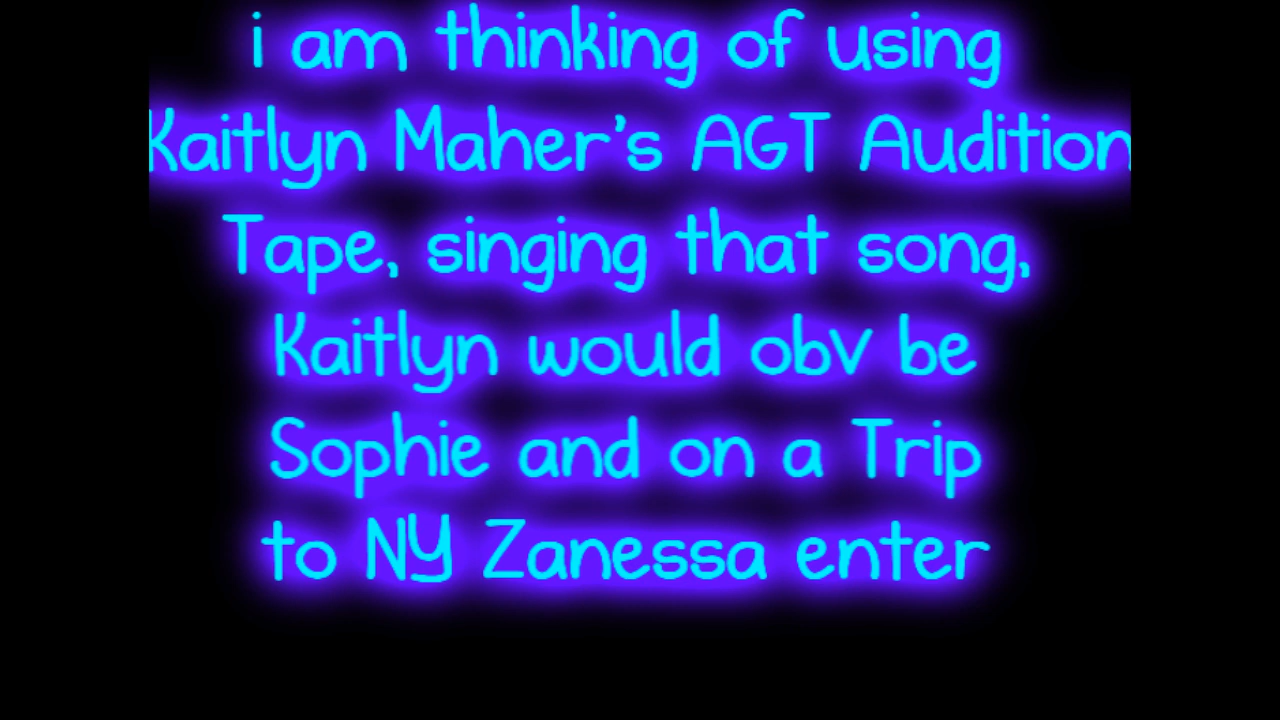 i am thinking of using
Kaitlyn Maher's AGT Audition
Tape, singing that song,
Kaitlyn would obv be
Sophie and on a Trip
to NY Zanessa enter